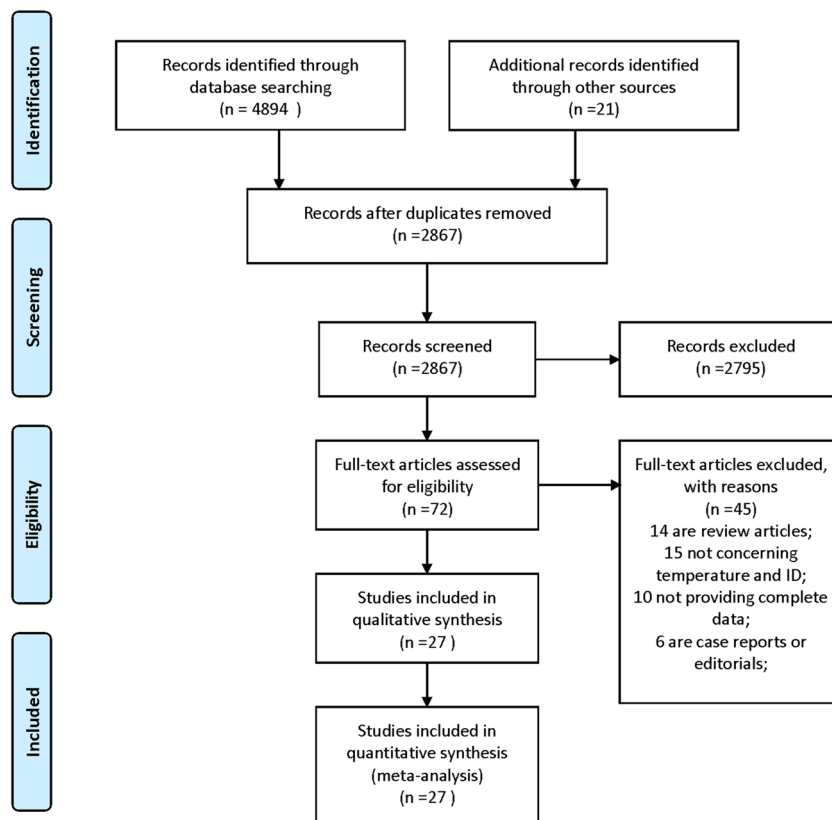 Identification
Records identified through
database searching
(n = 4894  )
Additional records identified
through other sources
(n =21)
Records after duplicates removed
(n =2867)
Screening
Records screened
(n =2867)
Records excluded
(n =2795)
Eligibility
Full-text articles assessed
for eligibility
(n =72)
Full-text articles excluded,
with reasons
(n =45)
14 are review articles;
15 not concerning
temperature and ID;
10 not providing complete
data;
6 are case reports or
editorials;
Studies included in
qualitative synthesis
(n =27 )
Included
Studies included in
quantitative synthesis
(meta-analysis)
(n =27 )